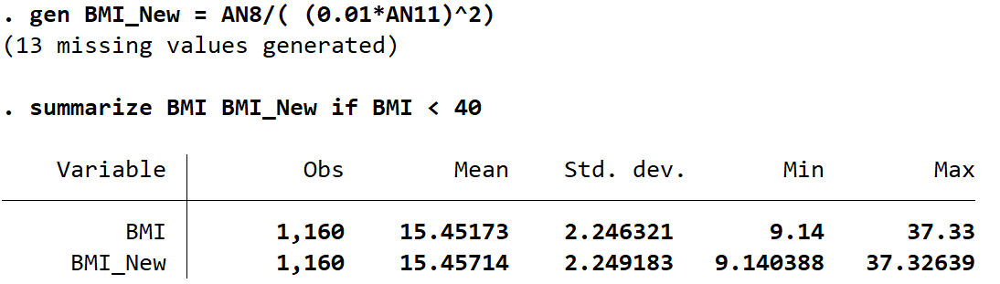 . gen BMI_New = AN8/( (0.01*AN11)^2)
(13 missing values generated)
. summarize BMI BMI_New if BMI < 40
Variable Obs Mean Std. dev. Min Max
BMI 1,160 15.45173 2.246321 9.14 37.33
BMI_New 1,160 15.45714 2.249183 9.140388 37.32639